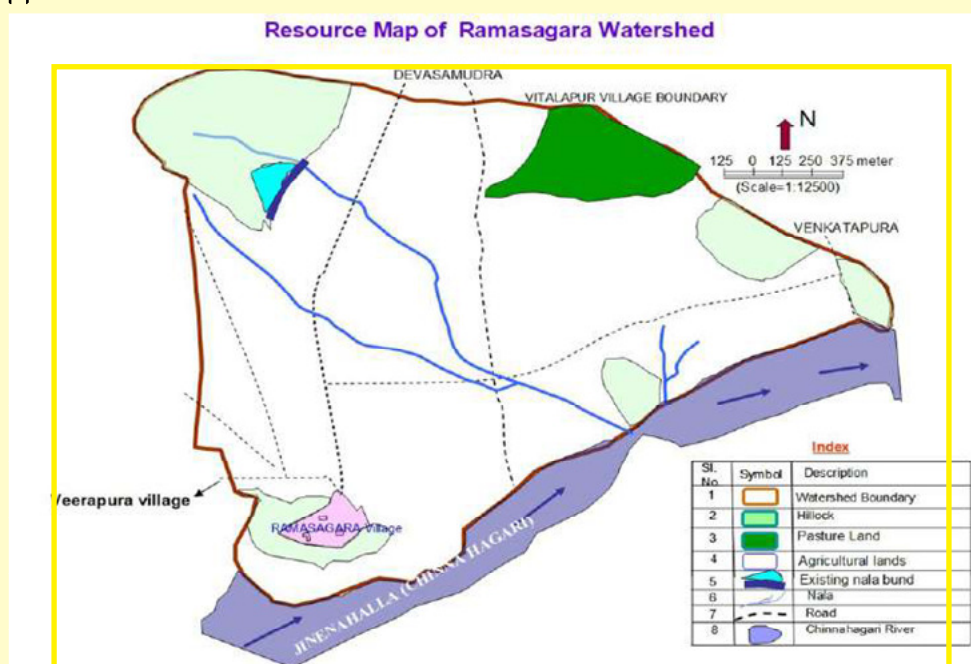 Resource Map of Ramasagara Watershed
DEVASAMUDRA
VITALAPUR VILLAGE BOUNDARY
N
125 0 125 250 375 meter
(Scale=1:12500)
VENKATAPURA
Veerapura village
RAMASAGARA Village
JINENAHALLA (CHINNA HAGARI)
Index
Sl. No Symbol Description
1 Watershed Boundary
2 Hillock
3 Pasture Land
4 Agricultural lands
5 Existing nala bund
6 Nala
7 Road
8 Chinnahagari River